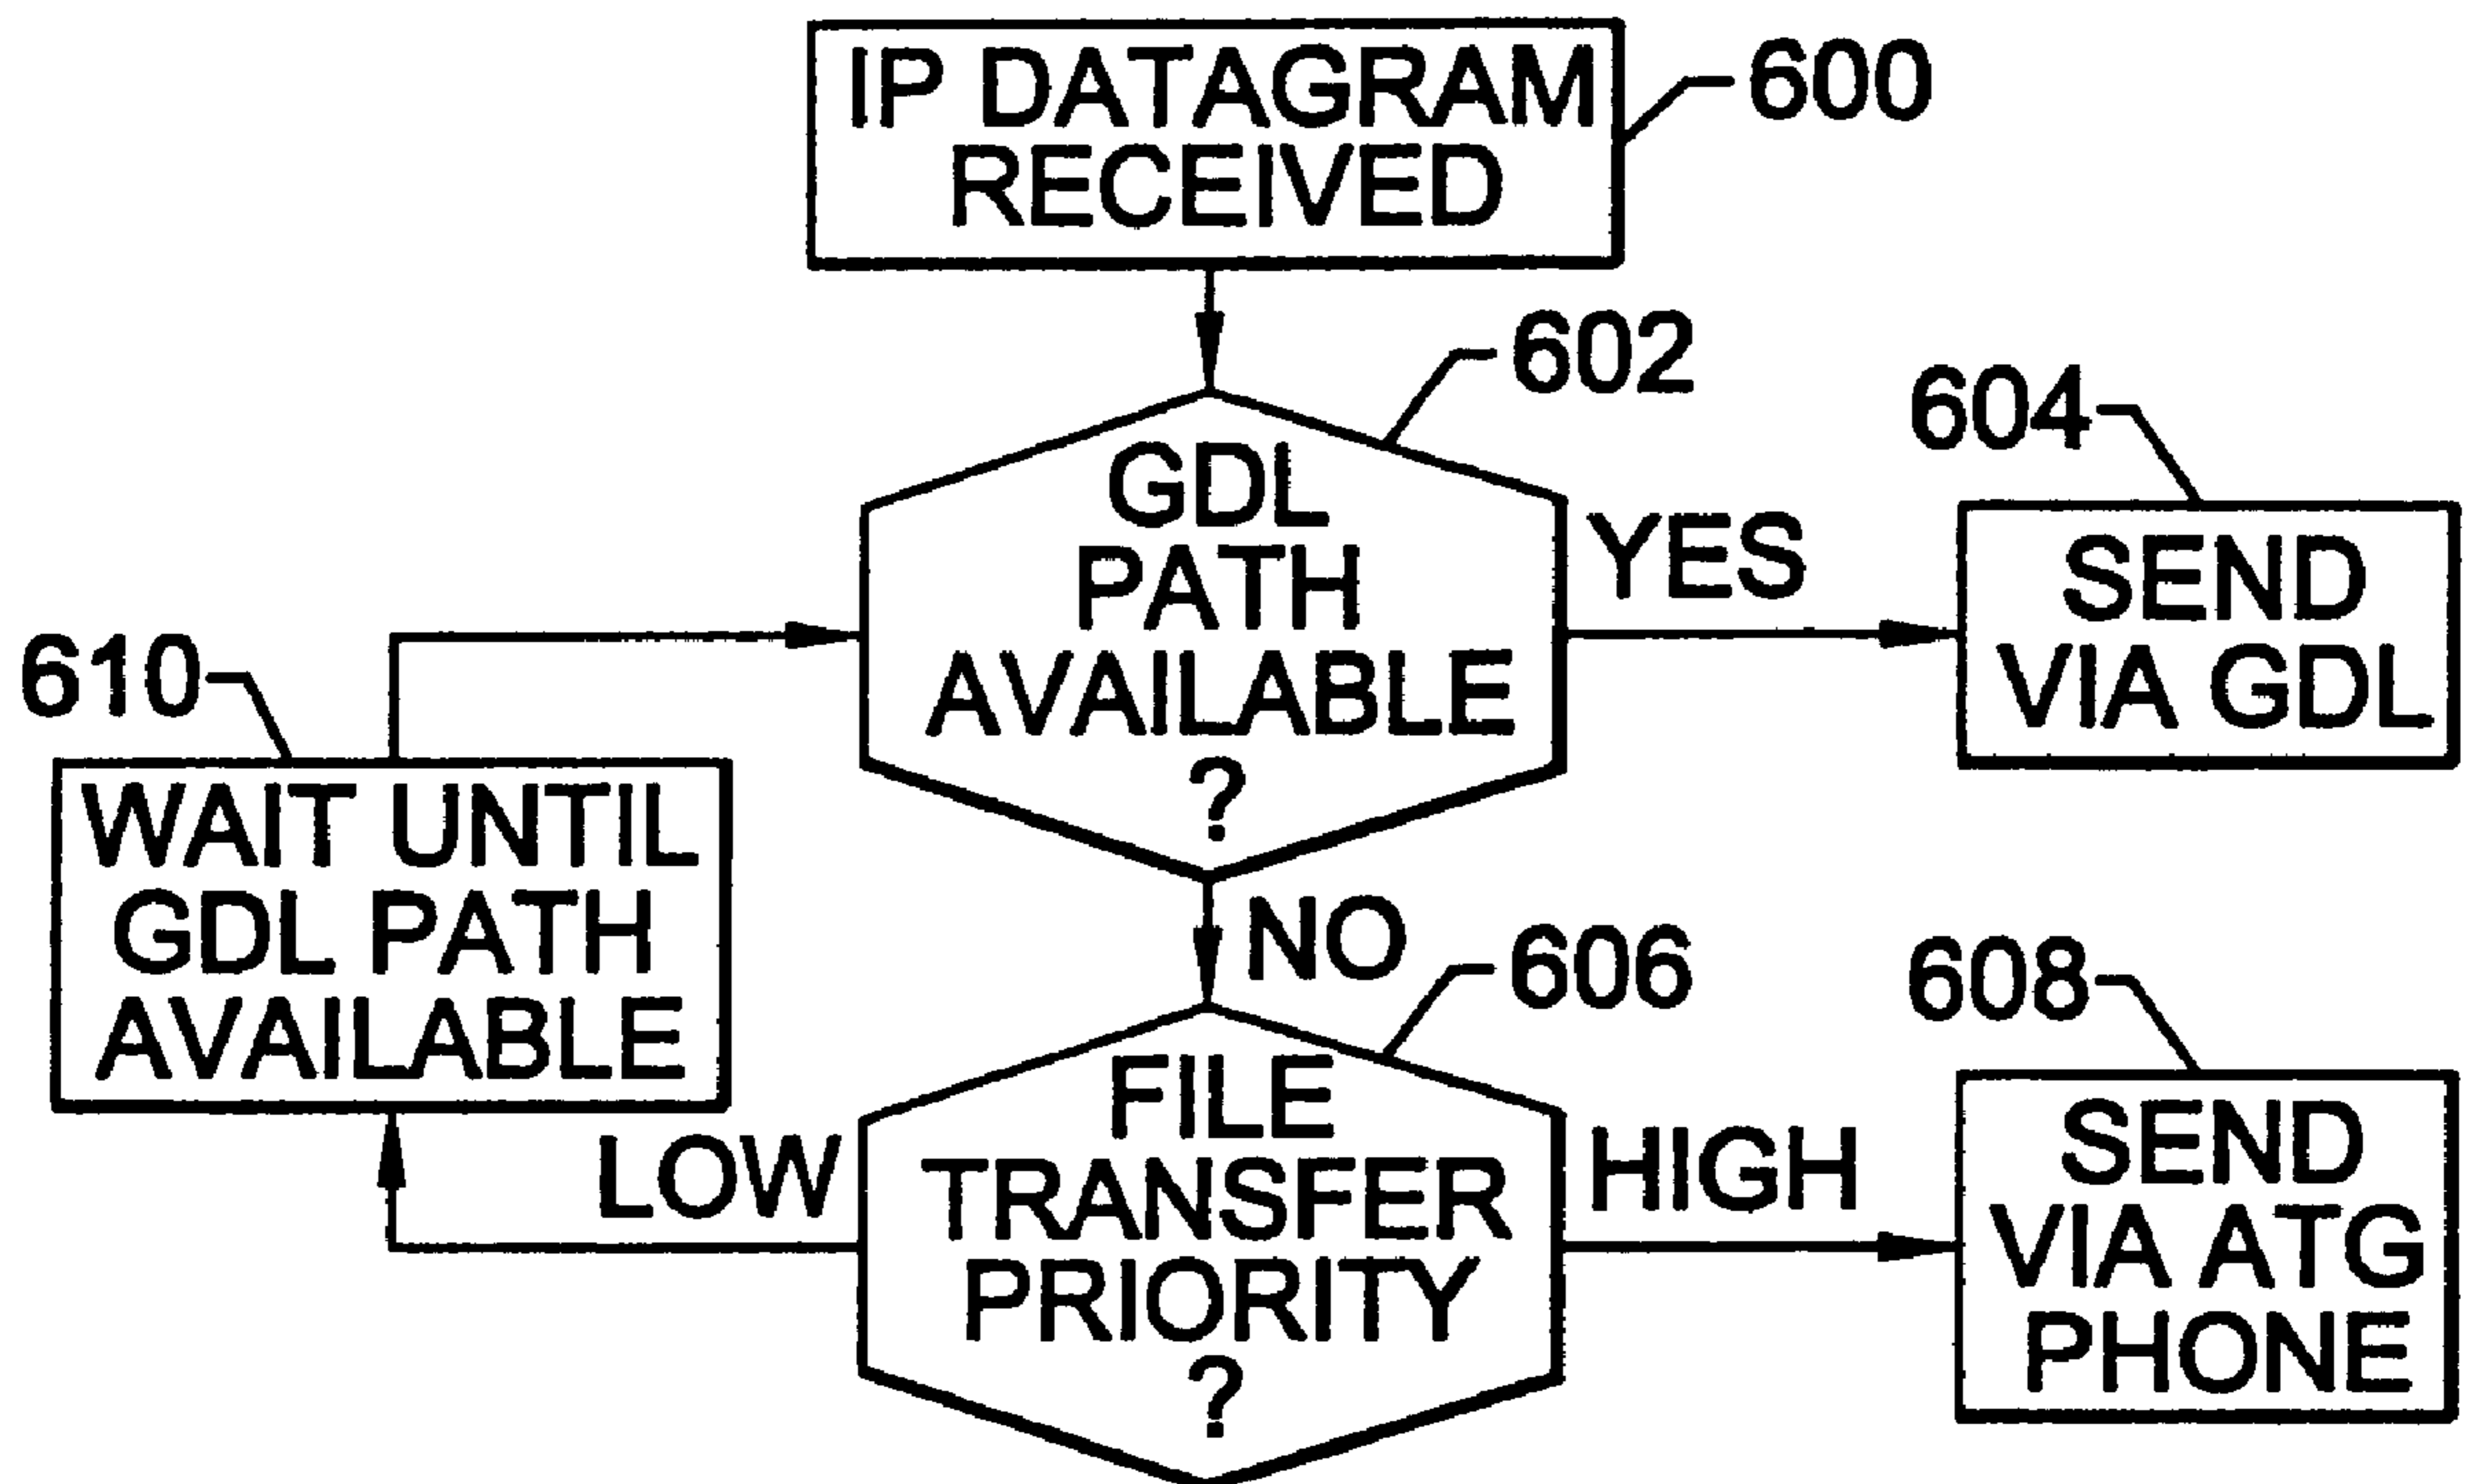 IP DATAGRAM
RECEIVED
600
602
GDL
PATH
AVAILABLE
?
YES
604
SEND
VIA GDL
610
WAIT UNTIL
GDL PATH
AVAILABLE
NO
606
FILE
TRANSFER
PRIORITY
?
LOW
HIGH
608
SEND
VIA ATG
PHONE